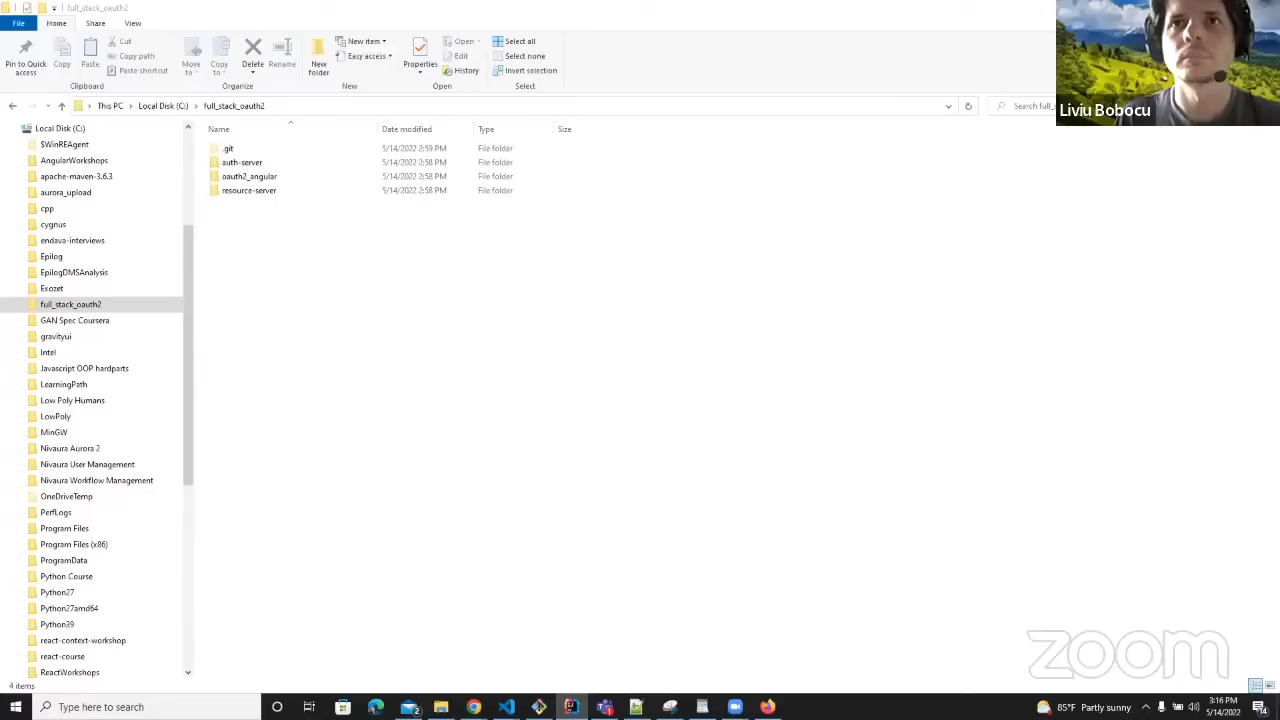 full_stack_oauth2
File Home Share View
Pin to Quick access
Copy
Paste
Cut
Copy path
Paste shortcut
Clipboard
Move to
Copy to
Delete
Rename
Organize
New folder
New item
Easy access
New
Properties
Open
Edit
History
Open
Select all
Select none
Invert selection
Select
This PC Local Disk (C:) full_stack_oauth2
Search full_s
Liviu Bobocu
Name Date modified Type Size
.git 5/14/2022 2:59 PM File folder
auth-server 5/14/2022 2:58 PM File folder
oauth2_angular 5/14/2022 2:58 PM File folder
resource-server 5/14/2022 2:58 PM File folder
Local Disk (C:)
$WinREAgent
AngularWorkshops
apache-maven-3.6.3
aurora_upload
cpp
cygnus
endava-interviews
Epilog
EpilogDMSAnalysis
Exozet
full_stack_oauth2
GAN Spec Coursera
gravityui
Intel
Javascript OOP hardparts
LearningPath
Low Poly Humans
LowPoly
MinGW
Nivaura Aurora 2
Nivaura User Management
Nivaura Workflow Management
OneDriveTemp
PerfLogs
Program Files
Program Files (x86)
ProgramData
Python Course
Python27
Python27amd64
Python39
react-context-workshop
react-course
ReactWorkshops
4 items
zoom
Type here to search
2
1
85°F Partly sunny
3:16 PM
5/14/2022
14